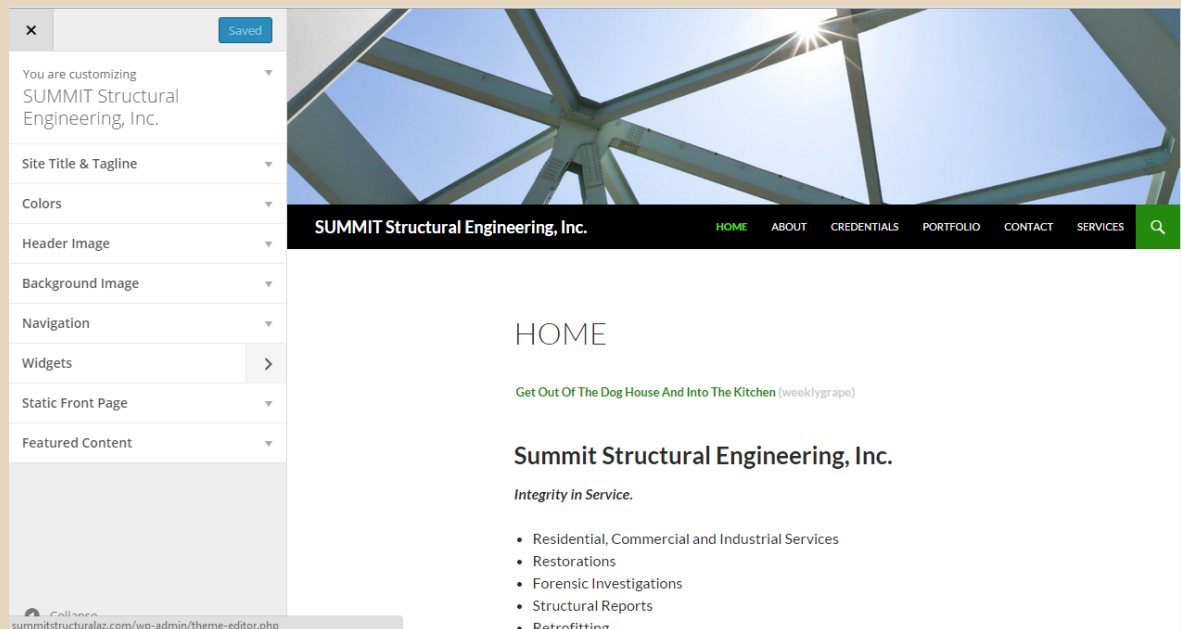 ×
Saved
You are customizing
SUMMIT Structural
Engineering, Inc.
Site Title & Tagline
Colors
Header Image
Background Image
Navigation
Widgets
Static Front Page
Featured Content
Collapse
summitstructuralaz.com/wp-admin/theme-editor.php
SUMMIT Structural Engineering, Inc. HOME ABOUT CREDENTIALS PORTFOLIO CONTACT SERVICES
HOME
Get Out Of The Dog House And Into The Kitchen (weeklygrape)
Summit Structural Engineering, Inc.
Integrity in Service.
• Residential, Commercial and Industrial Services
• Restorations
• Forensic Investigations
• Structural Reports
• Retrofitting